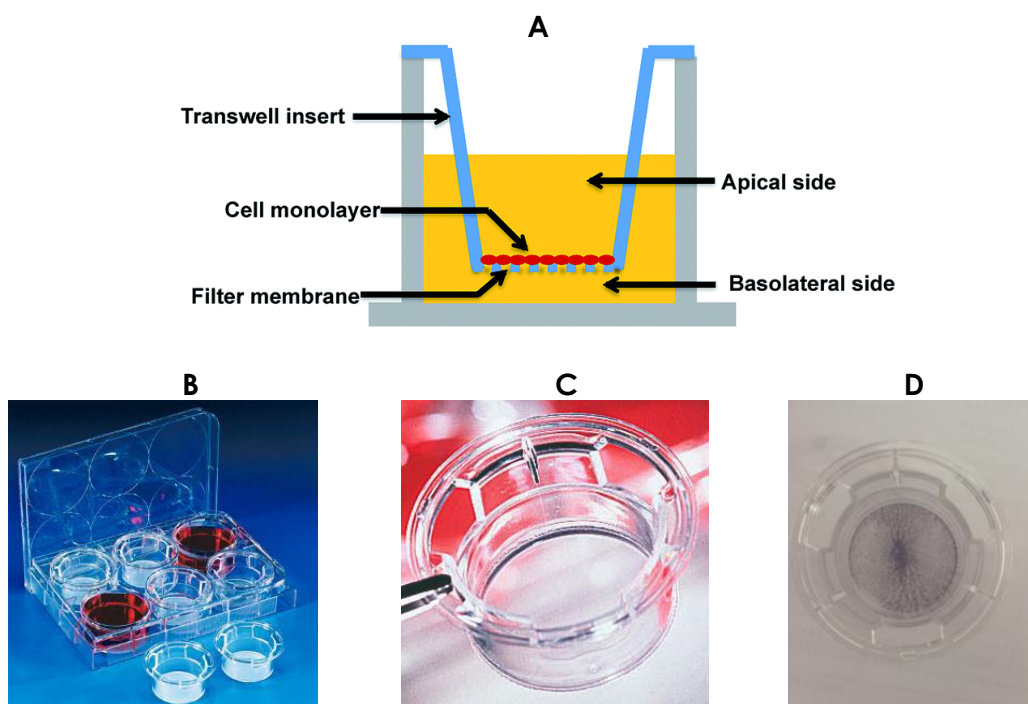 A
Transwell insert
Apical side
Cell monolayer
Basolateral side
Filter membrane
B
C
D